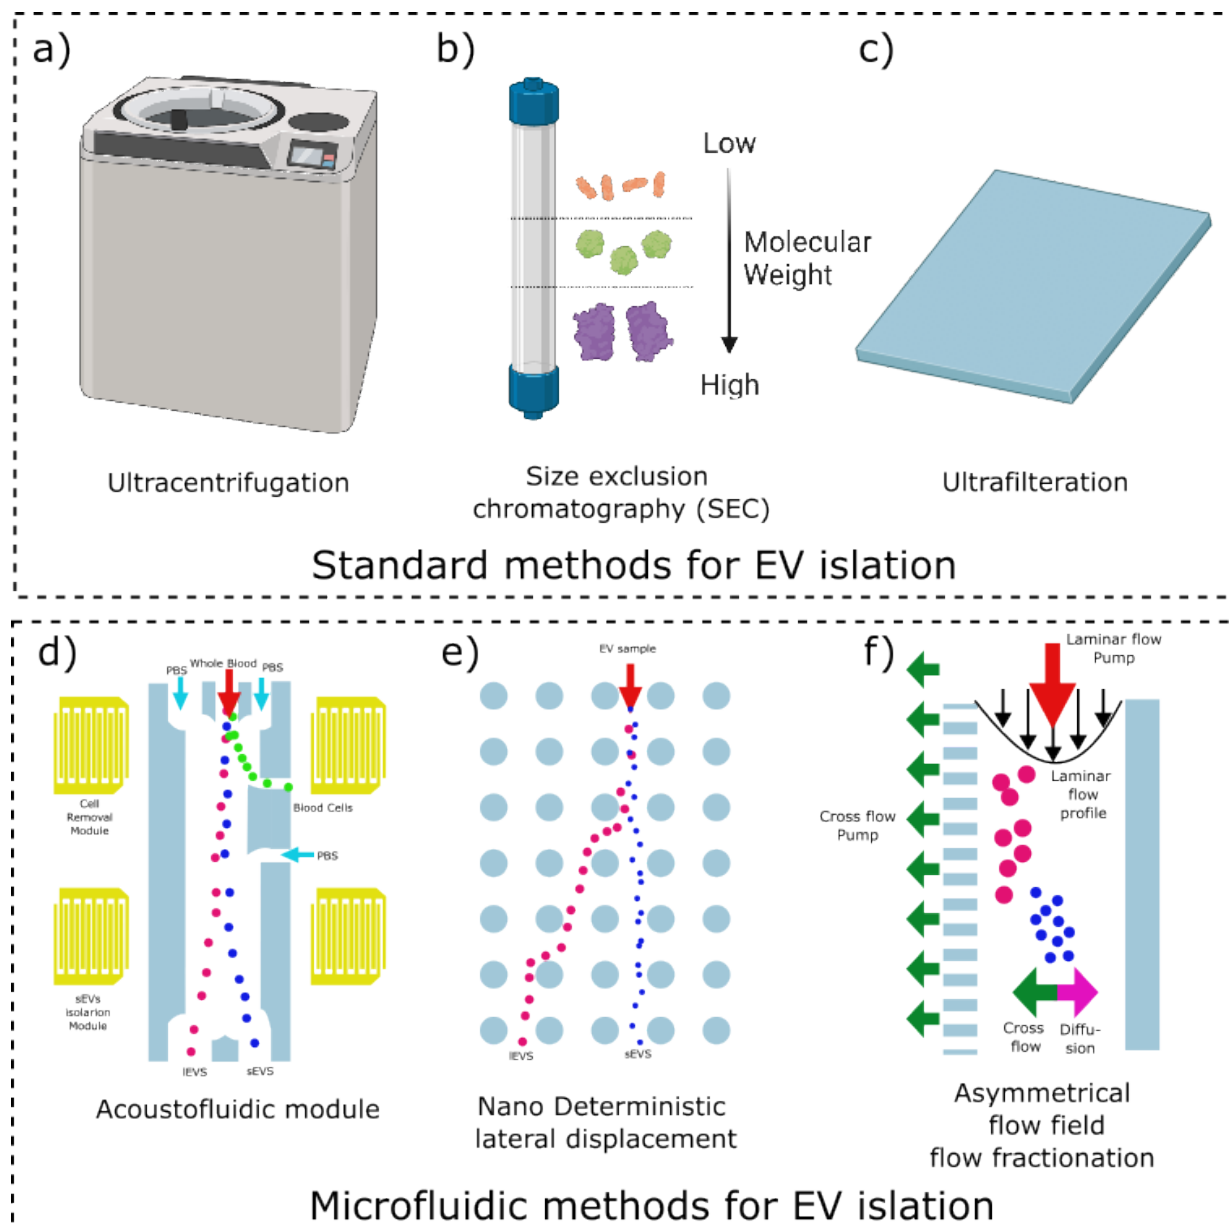 a)
b)
c)
Low
Molecular
Weight
High
Ultracentrifugation
Size exclusion
chromatography (SEC)
Ultrafilteration
Standard methods for EV islation
d)
PBS
Whole Blood
PBS
Cell
Removal
Module
Blood Cells
PBS
sEVs
isolarion
Module
lEVS
sEVS
Acoustofluidic module
e)
EV sample
lEVS
sEVS
Nano Deterministic
lateral displacement
f)
Laminar flow
Pump
Laminar
flow
profile
Cross flow
Pump
Cross
flow
Diffu-
sion
Asymmetrical
flow field
flow fractionation
Microfluidic methods for EV islation